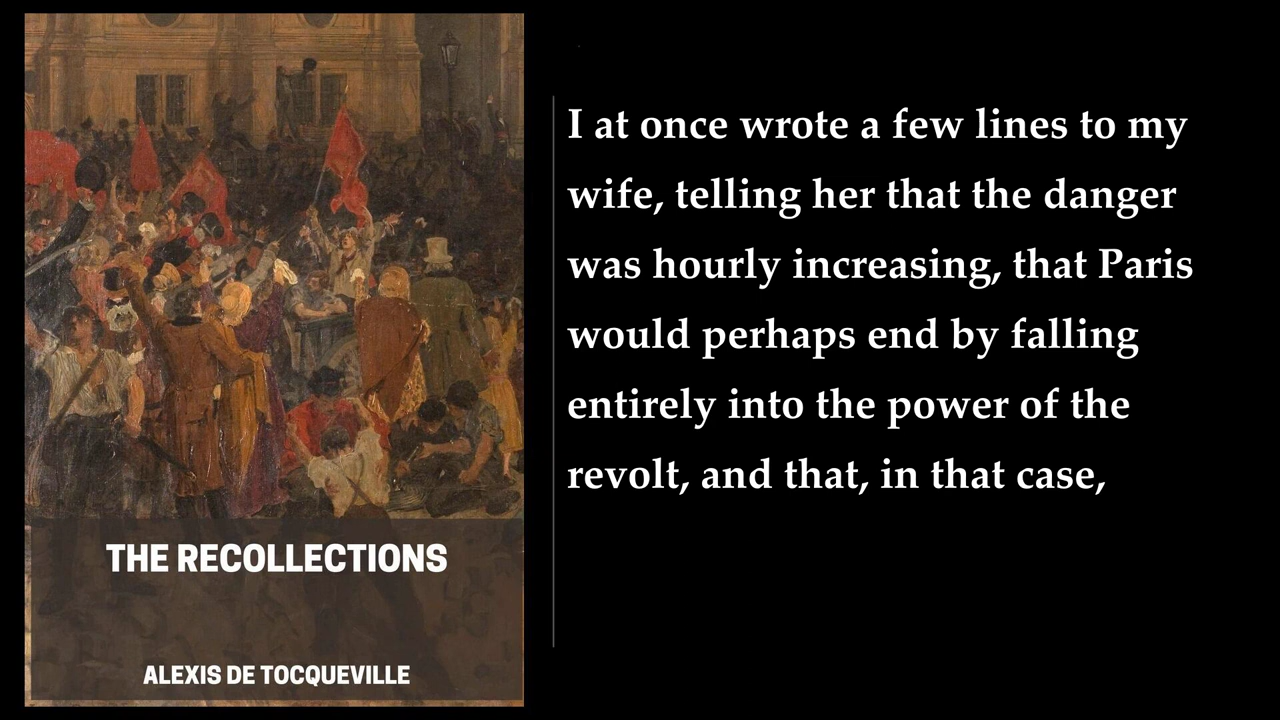 THE RECOLLECTIONS
ALEXIS DE TOCQUEVILLE
I at once wrote a few lines to my
wife, telling her that the danger
was hourly increasing, that Paris
would perhaps end by falling
entirely into the power of the
revolt, and that, in that case,